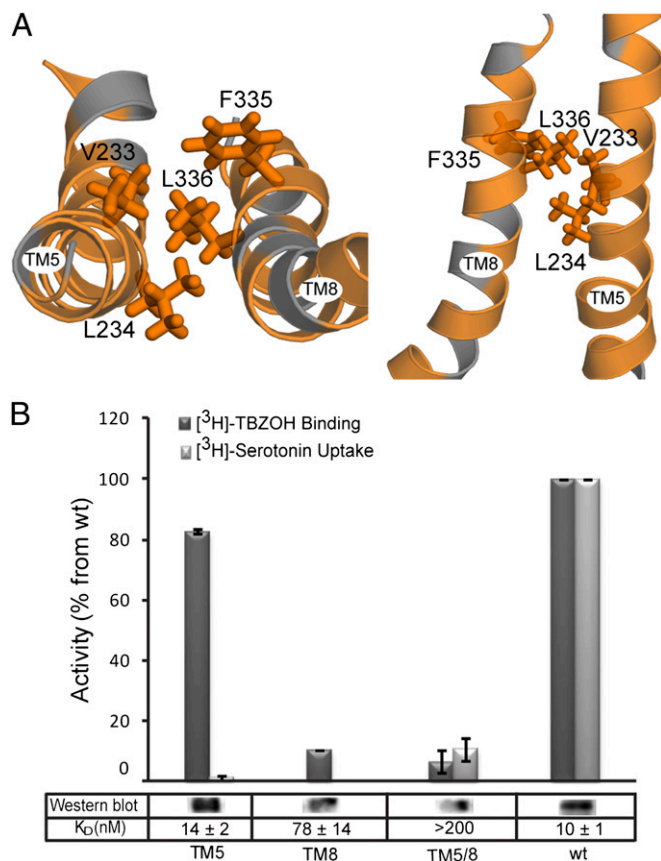 A
F335
V233
L336
TM5
L234
TM8
L336
V233
F335
L234
TM8
TM5
B
[³H]-TBZOH Binding
[³H]-Serotonin Uptake
Activity (% from wt)
120
100
80
60
40
20
0
Western blot
K_D(nM) 14 ± 2 78 ± 14 >200 10 ± 1
TM5 TM8 TM5/8 wt